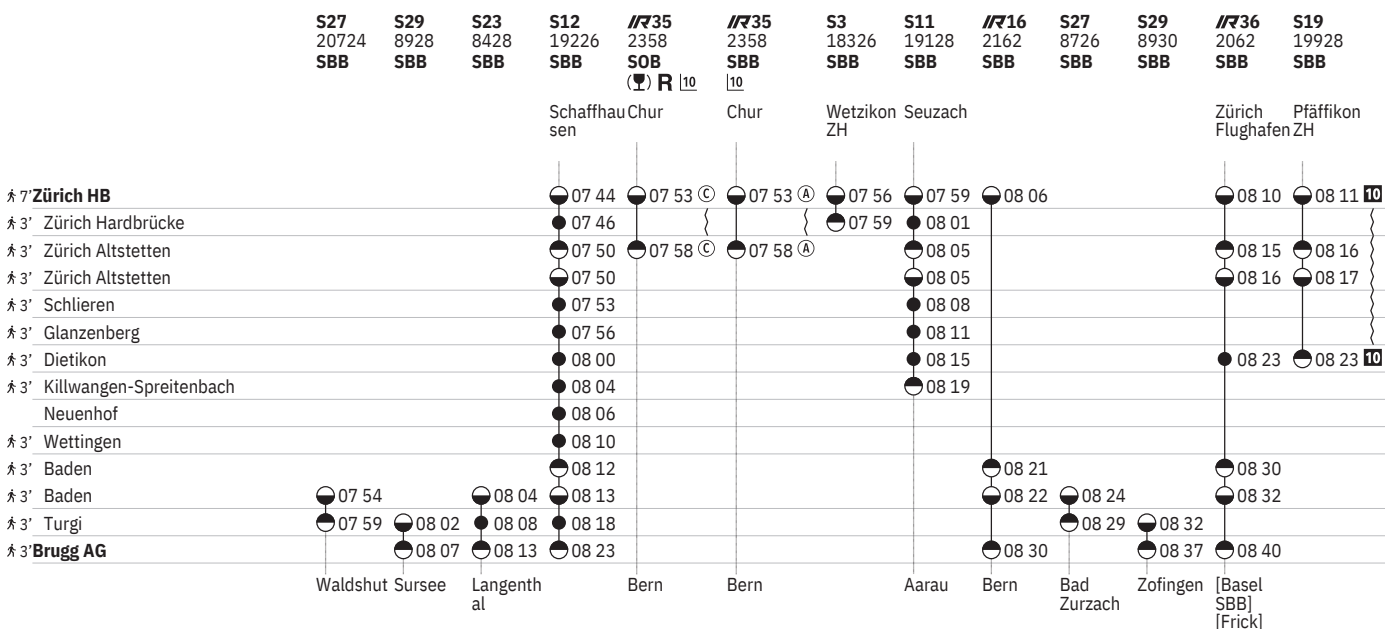 S27 S29 S23 S12 IR35 IR35 S3 S11 IR16 S27 S29 IR36 S19
20724 8928 8428 19226 2358 2358 18326 19128 2162 8726 8930 2062 19928
SBB SBB SBB SBB SOB SBB SBB SBB SBB SBB SBB SBB SBB
R 10 10
Schaffhau Chur Chur Wetzikon Seuzach Zürich Pfäffikon
sen ZH Flughafen ZH
7' Zürich HB 07 44 07 53 C 07 53 A 07 56 07 59 08 06 08 10 08 11 10
3' Zürich Hardbrücke 07 46 07 59 08 01
3' Zürich Altstetten 07 50 07 58 C 07 58 A 08 05 08 15 08 16
3' Zürich Altstetten 07 50 08 05 08 16 08 17
3' Schlieren 07 53 08 08
3' Glanzenberg 07 56 08 11
3' Dietikon 08 00 08 15 08 23 08 23 10
3' Killwangen-Spreitenbach 08 04 08 19
Neuenhof 08 06
3' Wettingen 08 10
3' Baden 08 12 08 21 08 30
3' Baden 07 54 08 04 08 13 08 22 08 24 08 32
3' Turgi 07 59 08 02 08 08 08 18 08 29 08 32
3' Brugg AG 08 07 08 13 08 23 08 30 08 37 08 40
Waldshut Sursee Langenth Bern Bern Aarau Bern Bad Zofingen [Basel
al Zurzach SBB]
[Frick]